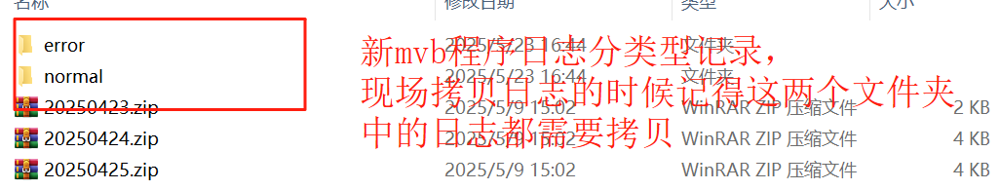 名称 修改日期 类型 大小
error 2025/5/23 16:44 文件夹
normal 2025/5/23 16:44 文件夹
20250423.zip 2025/5/9 15:02 WinRAR ZIP 压缩文件 2 KB
20250424.zip 2025/5/9 15:02 WinRAR ZIP 压缩文件 4 KB
20250425.zip 2025/5/9 15:02 WinRAR ZIP 压缩文件 4 KB
新mvb程序日志分类型记录，
现场拷贝日志的时候记得这两个文件夹
中的日志都需要拷贝